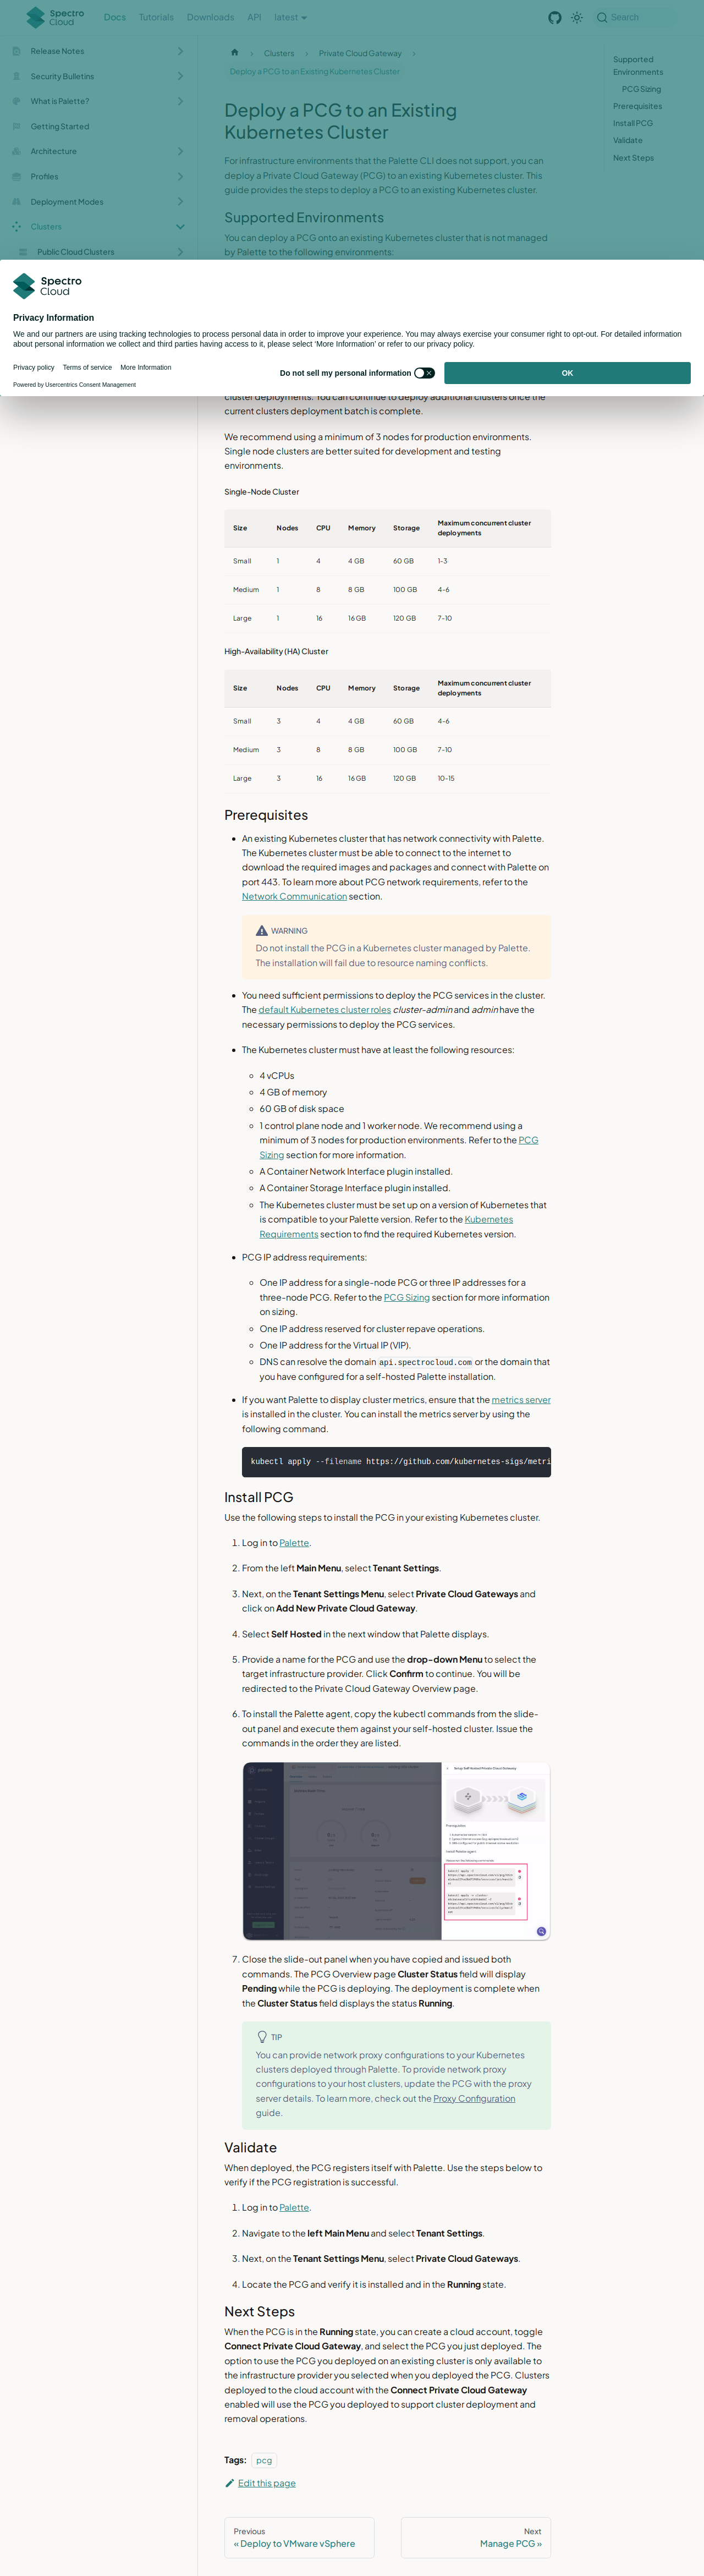 Spectro Cloud
Docs
Tutorials
Downloads
API
latest
Search
Release Notes
Security Bulletins
What is Palette?
Getting Started
Architecture
Profiles
Deployment Modes
Clusters
Public Cloud Clusters
Clusters
Private Cloud Gateway
Deploy a PCG to an Existing Kubernetes Cluster
Deploy a PCG to an Existing
Kubernetes Cluster
For infrastructure environments that the Palette CLI does not support, you can
deploy a Private Cloud Gateway (PCG) to an existing Kubernetes cluster. This
guide provides the steps to deploy a PCG to an existing Kubernetes cluster.
Supported Environments
You can deploy a PCG onto an existing Kubernetes cluster that is not managed
by Palette to the following environments:
Supported
Environments
PCG Sizing
Prerequisites
Install PCG
Validate
Next Steps
Spectro Cloud
Privacy Information
We and our partners are using tracking technologies to process personal data in order to improve your experience. You may always exercise your consumer right to opt-out. For detailed information
about personal information we collect and third parties having access to it, please select 'More Information' or refer to our privacy policy.
Privacy policy
Terms of service
More Information
Powered by Usercentrics Consent Management
Do not sell my personal information
OK
cluster deployments. You can continue to deploy additional clusters once the
current clusters deployment batch is complete.
We recommend using a minimum of 3 nodes for production environments.
Single node clusters are better suited for development and testing
environments.
Single-Node Cluster
Size Nodes CPU Memory Storage Maximum concurrent cluster
deployments
Small 1 4 4 GB 60 GB 1-3
Medium 1 8 8 GB 100 GB 4-6
Large 1 16 16 GB 120 GB 7-10
High-Availability (HA) Cluster
Size Nodes CPU Memory Storage Maximum concurrent cluster
deployments
Small 3 4 4 GB 60 GB 4-6
Medium 3 8 8 GB 100 GB 7-10
Large 3 16 16 GB 120 GB 10-15
Prerequisites
An existing Kubernetes cluster that has network connectivity with Palette.
The Kubernetes cluster must be able to connect to the internet to
download the required images and packages and connect with Palette on
port 443. To learn more about PCG network requirements, refer to the
Network Communication section.
WARNING
Do not install the PCG in a Kubernetes cluster managed by Palette.
The installation will fail due to resource naming conflicts.
You need sufficient permissions to deploy the PCG services in the cluster.
The default Kubernetes cluster roles cluster-admin and admin have the
necessary permissions to deploy the PCG services.
The Kubernetes cluster must have at least the following resources:
4 vCPUs
4 GB of memory
60 GB of disk space
1 control plane node and 1 worker node. We recommend using a
minimum of 3 nodes for production environments. Refer to the PCG
Sizing section for more information.
A Container Network Interface plugin installed.
A Container Storage Interface plugin installed.
The Kubernetes cluster must be set up on a version of Kubernetes that
is compatible to your Palette version. Refer to the Kubernetes
Requirements section to find the required Kubernetes version.
PCG IP address requirements:
One IP address for a single-node PCG or three IP addresses for a
three-node PCG. Refer to the PCG Sizing section for more information
on sizing.
One IP address reserved for cluster repave operations.
One IP address for the Virtual IP (VIP).
DNS can resolve the domain api.spectrocloud.com or the domain that
you have configured for a self-hosted Palette installation.
If you want Palette to display cluster metrics, ensure that the metrics server
is installed in the cluster. You can install the metrics server by using the
following command.
kubectl apply --filename https://github.com/kubernetes-sigs/metri
Install PCG
Use the following steps to install the PCG in your existing Kubernetes cluster.
1. Log in to Palette.
2. From the left Main Menu, select Tenant Settings.
3. Next, on the Tenant Settings Menu, select Private Cloud Gateways and
click on Add New Private Cloud Gateway.
4. Select Self Hosted in the next window that Palette displays.
5. Provide a name for the PCG and use the drop-down Menu to select the
target infrastructure provider. Click Confirm to continue. You will be
redirected to the Private Cloud Gateway Overview page.
6. To install the Palette agent, copy the kubectl commands from the slide-
out panel and execute them against your self-hosted cluster. Issue the
commands in the order they are listed.
7. Close the slide-out panel when you have copied and issued both
commands. The PCG Overview page Cluster Status field will display
Pending while the PCG is deploying. The deployment is complete when
the Cluster Status field displays the status Running.
TIP
You can provide network proxy configurations to your Kubernetes
clusters deployed through Palette. To provide network proxy
configurations to your host clusters, update the PCG with the proxy
server details. To learn more, check out the Proxy Configuration
guide.
Validate
When deployed, the PCG registers itself with Palette. Use the steps below to
verify if the PCG registration is successful.
1. Log in to Palette.
2. Navigate to the left Main Menu and select Tenant Settings.
3. Next, on the Tenant Settings Menu, select Private Cloud Gateways.
4. Locate the PCG and verify it is installed and in the Running state.
Next Steps
When the PCG is in the Running state, you can create a cloud account, toggle
Connect Private Cloud Gateway, and select the PCG you just deployed. The
option to use the PCG you deployed on an existing cluster is only available to
the infrastructure provider you selected when you deployed the PCG. Clusters
deployed to the cloud account with the Connect Private Cloud Gateway
enabled will use the PCG you deployed to support cluster deployment and
removal operations.
Tags: pcg
Edit this page
Previous
« Deploy to VMware vSphere
Next
Manage PCG »